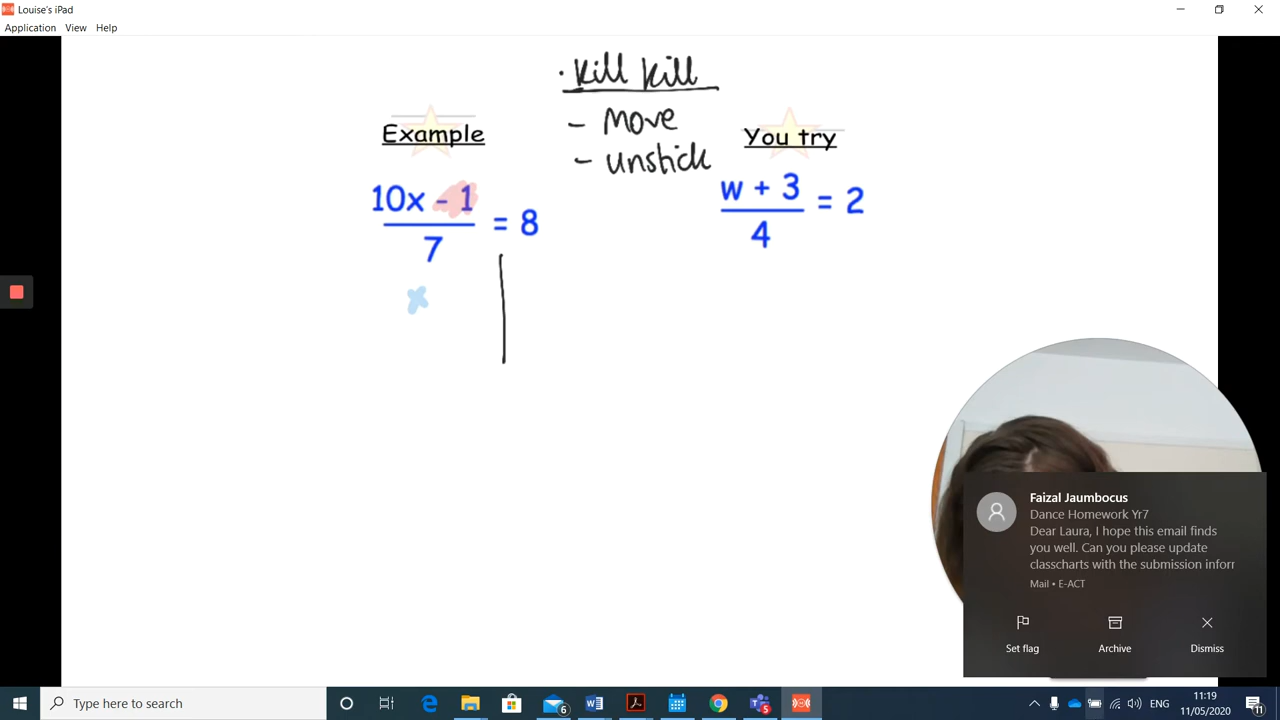 Louise's iPad
Application View Help
· Kill Kill
- Move
- unstick
Example
10x - 1
7
= 8
x
You try
w + 3
4
= 2
Faizal Jaumbocus
Dance Homework Yr7
Dear Laura, I hope this email finds
you well. Can you please update
classcharts with the submission inforr
Mail • E-ACT
Set flag Archive Dismiss
Type here to search
6
5
ENG
11:19
11/05/2020
11